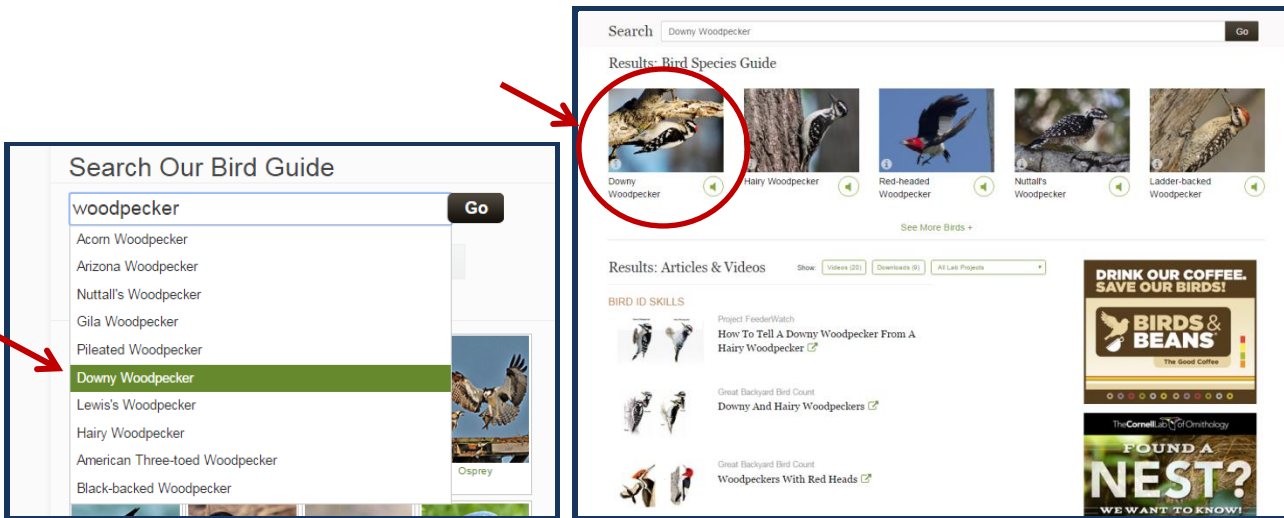 Search Our Bird Guide
woodpecker
Go
Acorn Woodpecker
Arizona Woodpecker
Nuttall's Woodpecker
Gila Woodpecker
Pileated Woodpecker
Downy Woodpecker
Lewis's Woodpecker
Hairy Woodpecker
American Three-toed Woodpecker
Black-backed Woodpecker
Osprey
Search
Downy Woodpecker
Go
Results: Bird Species Guide
Downy
Woodpecker
Hairy Woodpecker
Red-headed
Woodpecker
Nuttall's
Woodpecker
Ladder-backed
Woodpecker
See More Birds +
Results: Articles & Videos
Show: Videos (20) Downloads (6) All Lab Projects
BIRD ID SKILLS
Project FeederWatch
How To Tell A Downy Woodpecker From A
Hairy Woodpecker
Great Backyard Bird Count
Downy And Hairy Woodpeckers
Great Backyard Bird Count
Woodpeckers With Red Heads
DRINK OUR COFFEE.
SAVE OUR BIRDS!
BIRDS &
BEANS
The Good Coffee
TheCornellLab of Ornithology
FOUND A
NEST?
WE WANT TO KNOW!